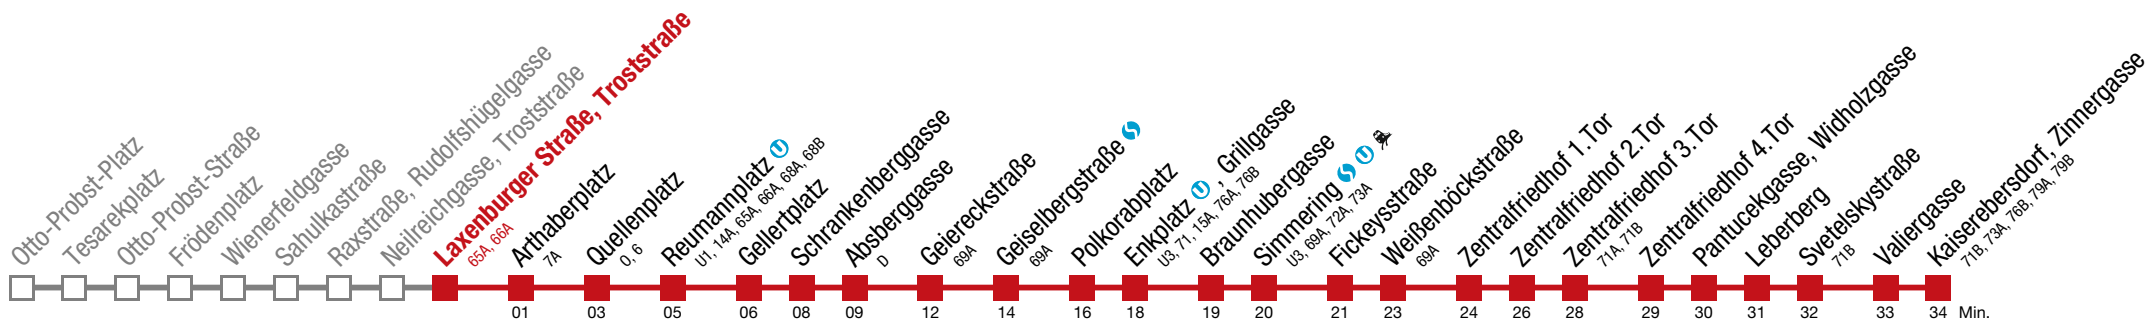 Otto-Probst-Platz
Tesarekplatz
Otto-Probst-Straße
Frödenplatz
Wienerfeldgasse
Sahulkastraße
Raxstraße, Rudolfshügelgasse
Neilreichgasse, Troststraße
Laxenburger Straße, Troststraße
65A, 66A
Arthaberplatz
7A
Quellenplatz
O, 6
Reumannplatz U
U1, 14A, 65A, 66A, 68A, 68B
Gellertplatz
Schrankenberggasse
Absberggasse
D
Geiereckstraße
69A
Geiselbergstraße S
69A
Polkorabplatz
Enkplatz U , Grillgasse
U3, 71, 15A, 76A, 76B
Braunhubergasse
Simmering S U
U3, 69A, 72A, 73A
Fickeysstraße
Weißenböckstraße
69A
Zentralfriedhof 1.Tor
Zentralfriedhof 2.Tor
Zentralfriedhof 3.Tor
71A, 71B
Zentralfriedhof 4.Tor
Pantucekgasse, Widholzgasse
Leberberg
Svetelskystraße
71B
Valiergasse
Kaiserebersdorf, Zinnergasse
71B, 73A, 76B, 79A, 79B
01 03 05 06 08 09 12 14 16 18 19 20 21 23 24 26 28 29 30 31 32 33 34 Min.